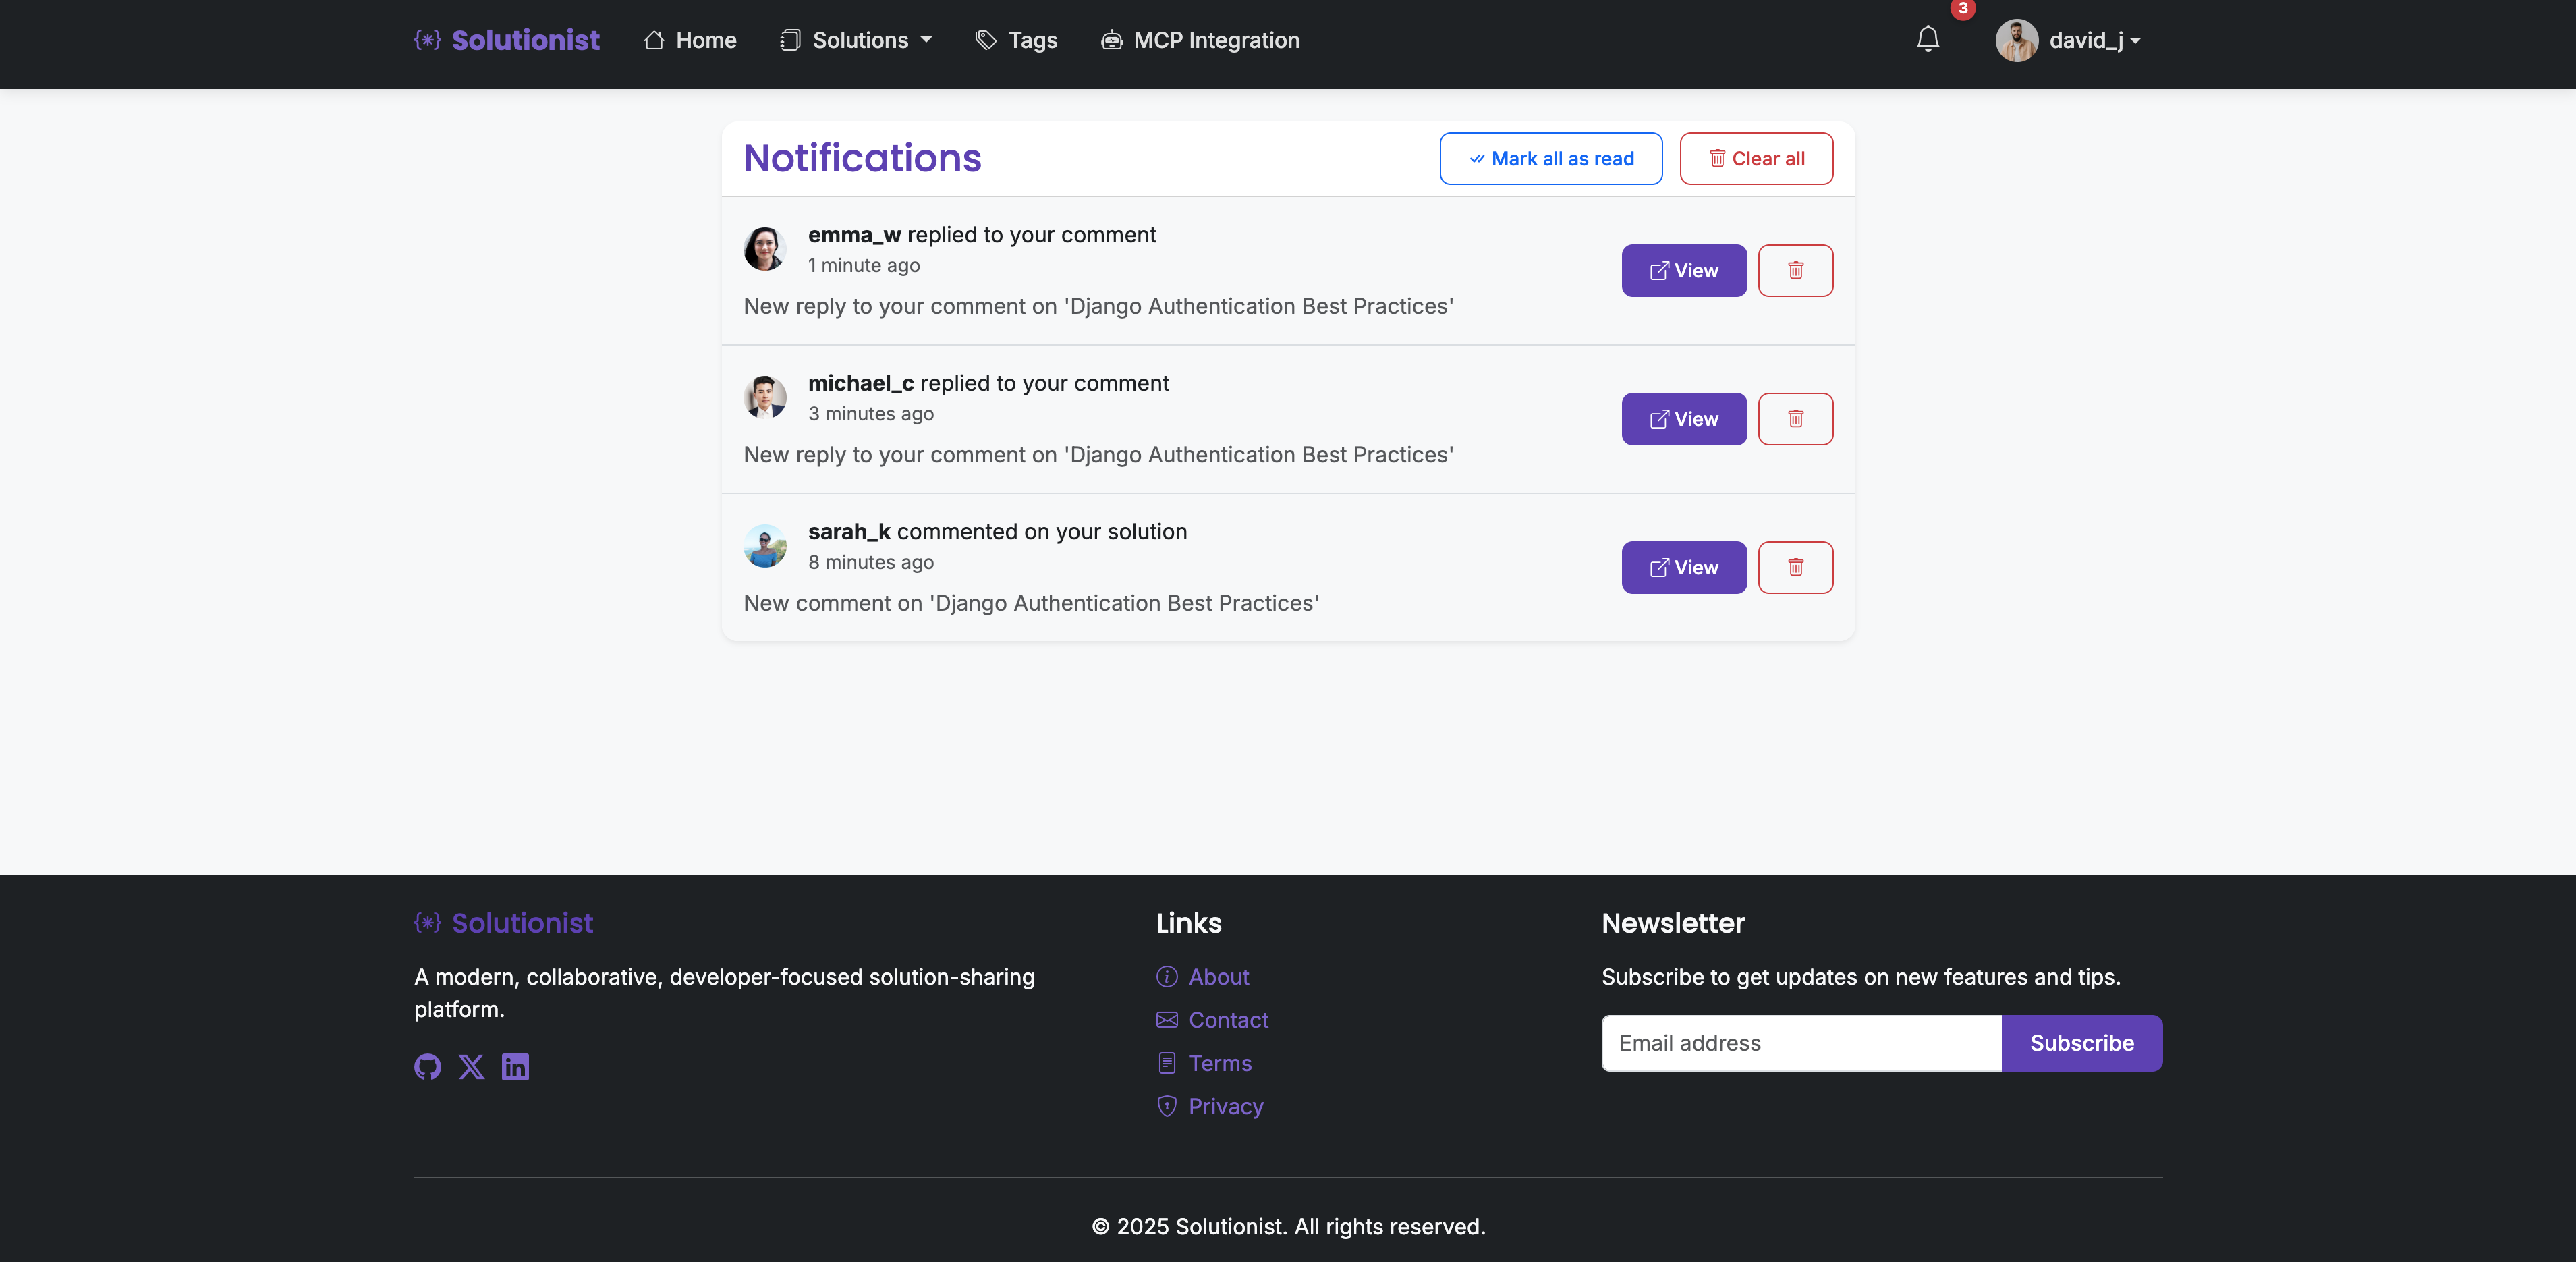 {*} Solutionist Home Solutions Tags MCP Integration 3 david_j
Notifications Mark all as read Clear all
emma_w replied to your comment
1 minute ago
View
New reply to your comment on 'Django Authentication Best Practices'
michael_c replied to your comment
3 minutes ago
View
New reply to your comment on 'Django Authentication Best Practices'
sarah_k commented on your solution
8 minutes ago
View
New comment on 'Django Authentication Best Practices'
{*} Solutionist
A modern, collaborative, developer-focused solution-sharing
platform.
Links
About
Contact
Terms
Privacy
Newsletter
Subscribe to get updates on new features and tips.
Email address Subscribe
© 2025 Solutionist. All rights reserved.